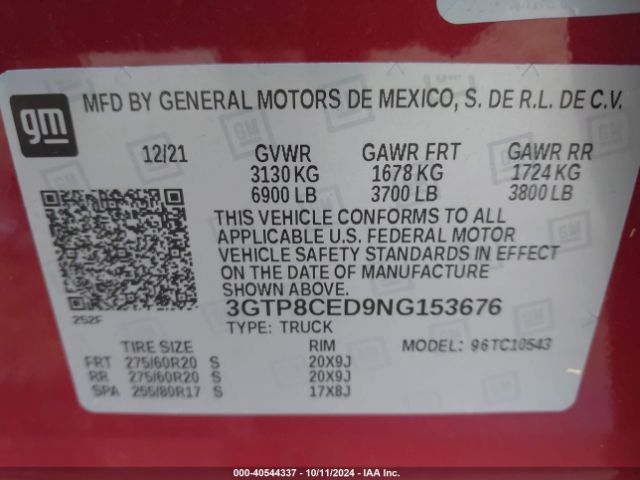 gm
MFD BY GENERAL MOTORS DE MEXICO, S. DE R.L. DE C.V.
12/21 GVWR GAWR FRT GAWR RR
3130 KG 1678 KG 1724 KG
6900 LB 3700 LB 3800 LB
THIS VEHICLE CONFORMS TO ALL
APPLICABLE U.S. FEDERAL MOTOR
VEHICLE SAFETY STANDARDS IN EFFECT
ON THE DATE OF MANUFACTURE
SHOWN ABOVE.
2S2F 3GTP8CED9NG153676
TYPE: TRUCK
TIRE SIZE RIM MODEL: 96TC10543
FRT 275/60R20 S 20X9J
RR 275/60R20 S 20X9J
SPA 255/80R17 S 17X8J
000-40544337 - 10/11/2024 - IAA Inc.